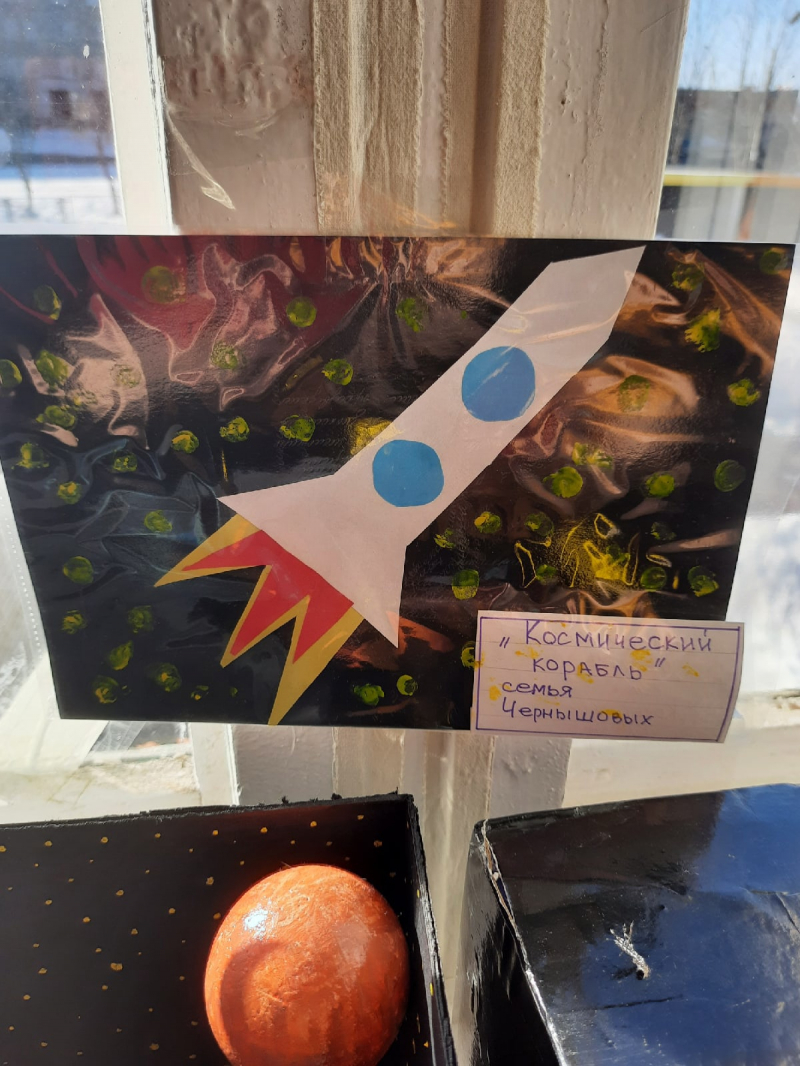 „Космический
корабль"
семья
Чернышовых